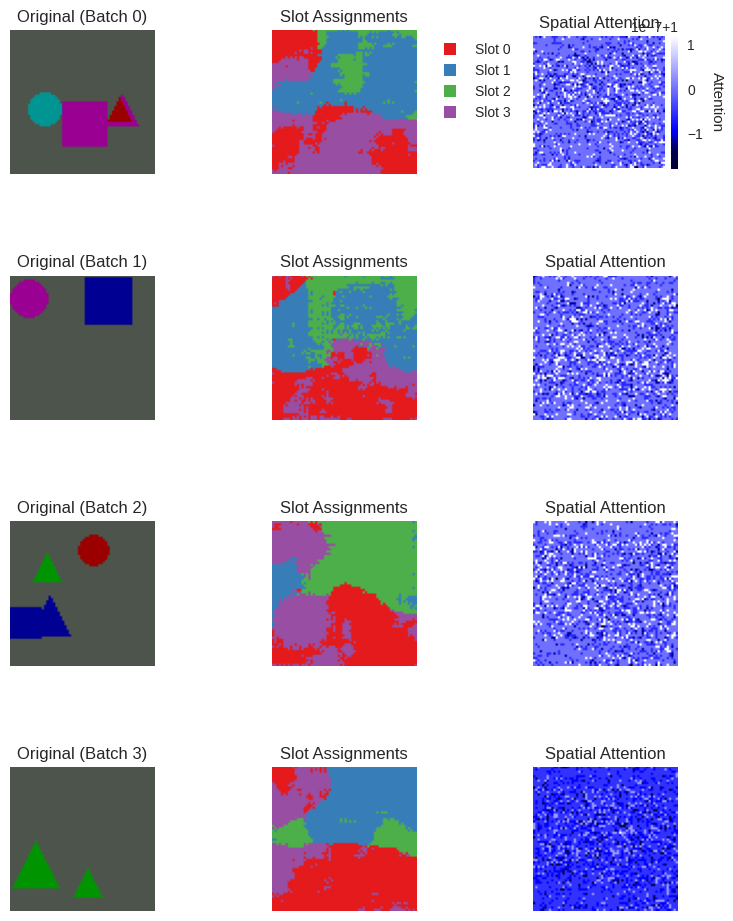 Original (Batch 0)
Slot Assignments
Slot 0
Slot 1
Slot 2
Slot 3
Spatial Attention
1e−7+1
1
0
−1
Attention
Original (Batch 1)
Slot Assignments
Spatial Attention
Original (Batch 2)
Slot Assignments
Spatial Attention
Original (Batch 3)
Slot Assignments
Spatial Attention